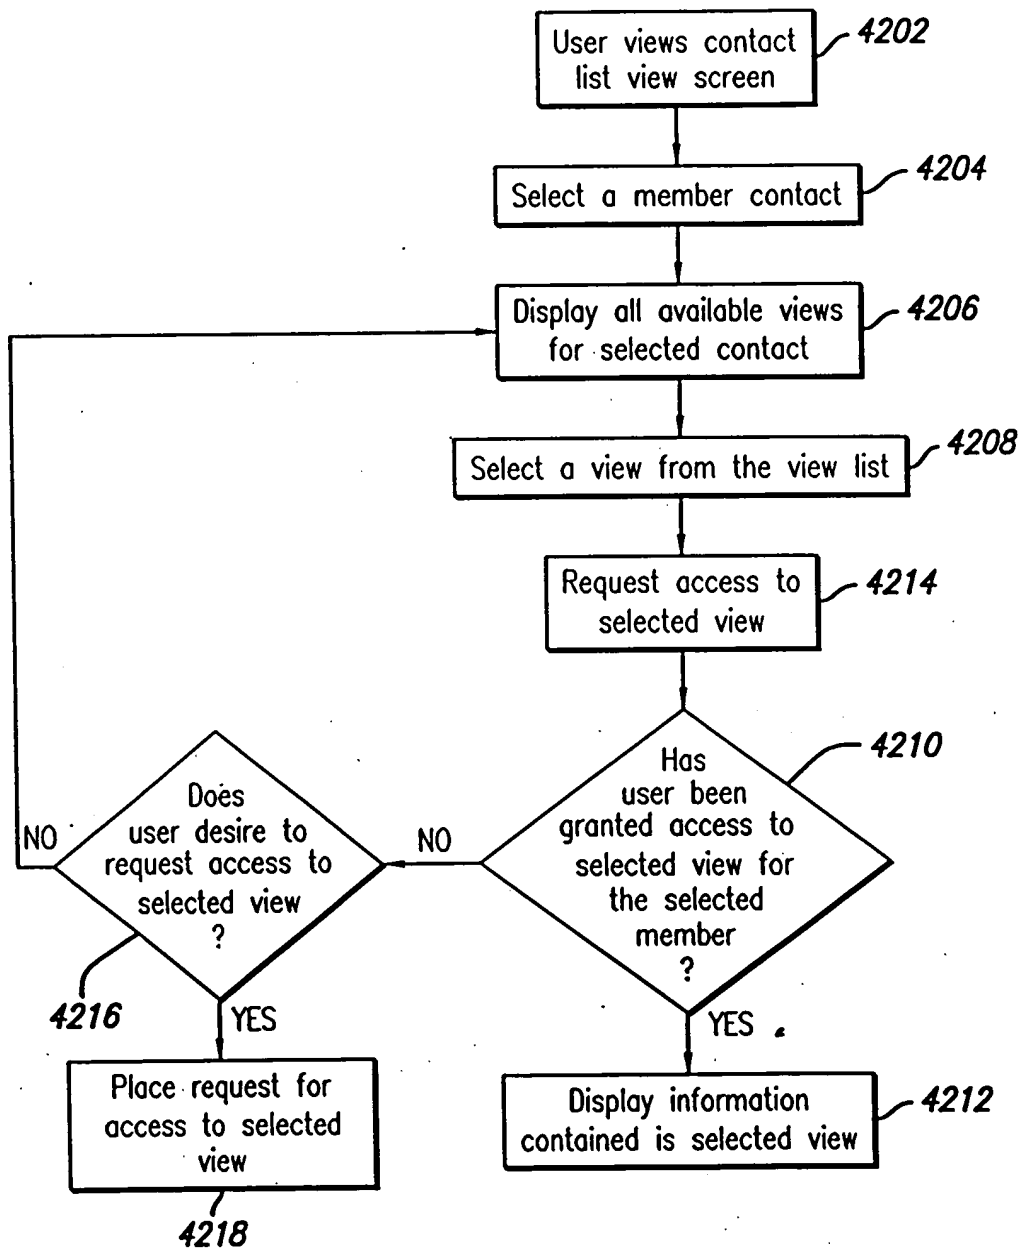 User views contact
list view screen
4202
Select a member contact
4204
Display all available views
for selected contact
4206
Select a view from the view list
4208
Request access to
selected view
4214
Has
user been
granted access to
selected view for
the selected
member
?
4210
NO
YES
Does
user desire to
request access to
selected view
?
4216
NO
YES
Place request for
access to selected
view
4218
Display information
contained is selected view
4212